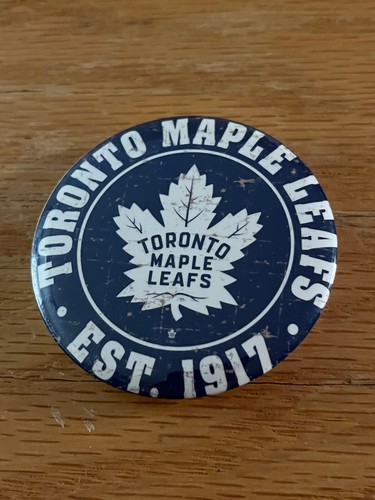 TORONTO MAPLE LEAFS
TORONTO
MAPLE
LEAFS
• EST. 1917 •